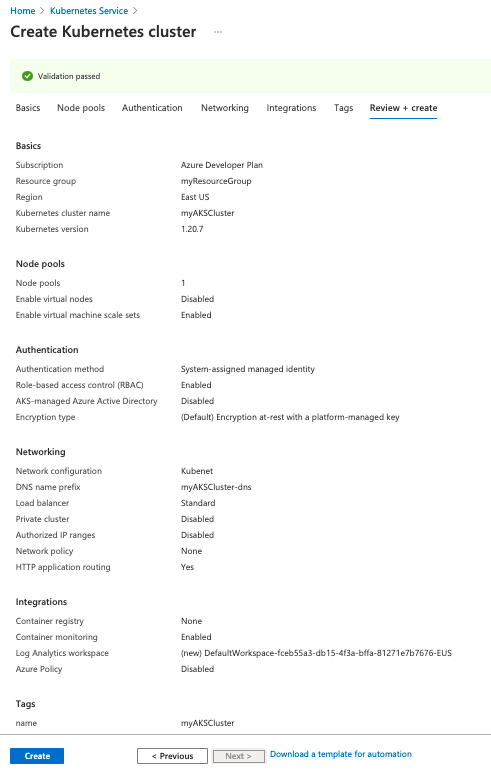 Home > Kubernetes Service >
Create Kubernetes cluster ...
Validation passed
Basics Node pools Authentication Networking Integrations Tags Review + create
Basics
Subscription Azure Developer Plan
Resource group myResourceGroup
Region East US
Kubernetes cluster name myAKSCluster
Kubernetes version 1.20.7
Node pools
Node pools 1
Enable virtual nodes Disabled
Enable virtual machine scale sets Enabled
Authentication
Authentication method System-assigned managed identity
Role-based access control (RBAC) Enabled
AKS-managed Azure Active Directory Disabled
Encryption type (Default) Encryption at-rest with a platform-managed key
Networking
Network configuration Kubenet
DNS name prefix myAKSCluster-dns
Load balancer Standard
Private cluster Disabled
Authorized IP ranges Disabled
Network policy None
HTTP application routing Yes
Integrations
Container registry None
Container monitoring Enabled
Log Analytics workspace (new) DefaultWorkspace-fceb55a3-db15-4f3a-bffa-81271e7b7676-EUS
Azure Policy Disabled
Tags
name myAKSCluster
Create < Previous Next > Download a template for automation